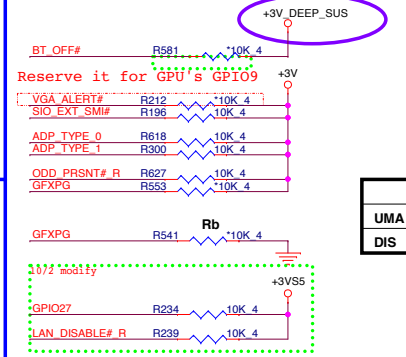 +3V_DEEP_SUS
BT_OFF# R581 *10K_4
Reserve it for GPU's GPIO9
+3V
VGA_ALERT# R212 *10K_4
SIO_EXT_SMI# R196 10K_4
ADP_TYPE_0 R618 10K_4
ADP_TYPE_1 R300 10K_4
ODD_PRSNT#_R R627 10K_4
GFXPG R553 *10K_4
Rb
GFXPG R541 *10K_4
UMA
DIS
10/2 modify
+3VS5
GPIO27 R234 10K_4
LAN_DISABLE#_R R239 10K_4